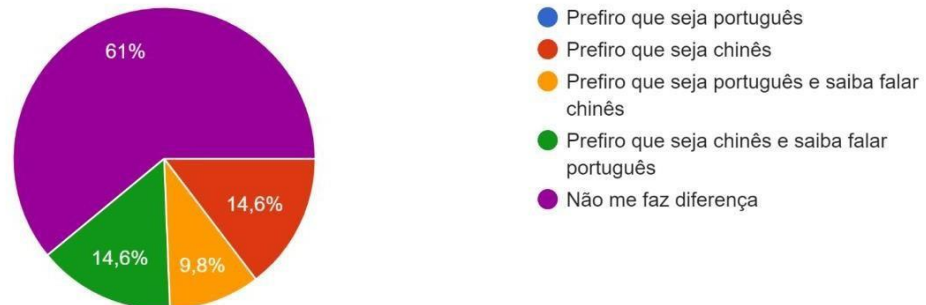 61%
14,6%
9,8%
14,6%
Prefiro que seja português
Prefiro que seja chinês
Prefiro que seja português e saiba falar
chinês
Prefiro que seja chinês e saiba falar
português
Não me faz diferença